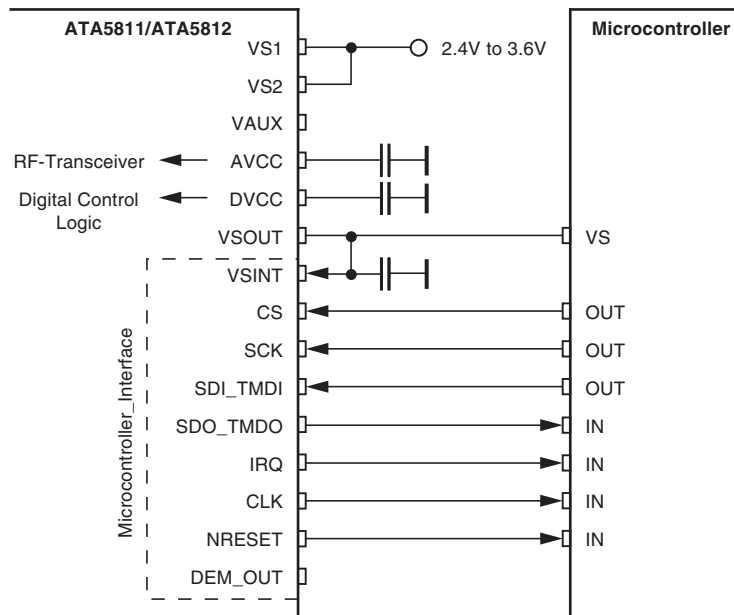 ATA5811/ATA5812
Microcontroller
VS1
2.4V to 3.6V
VS2
VAUX
RF-Transceiver
AVCC
Digital Control
Logic
DVCC
VSOUT
VS
Microcontroller_Interface
VSINT
CS
OUT
SCK
OUT
SDI_TMDI
OUT
SDO_TMDO
IN
IRQ
IN
CLK
IN
NRESET
IN
DEM_OUT